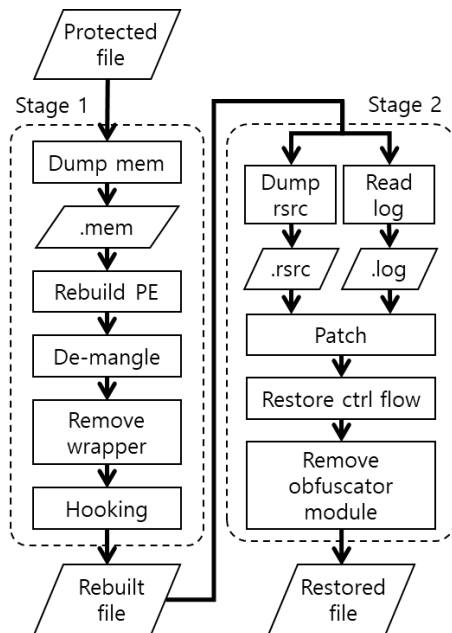 Protected
file
Stage 1
Dump mem
.mem
Rebuild PE
De-mangle
Remove
wrapper
Hooking
Rebuilt
file
Stage 2
Dump
rsrc
Read
log
.rsrc
.log
Patch
Restore ctrl flow
Remove
obfuscator
module
Restored
file